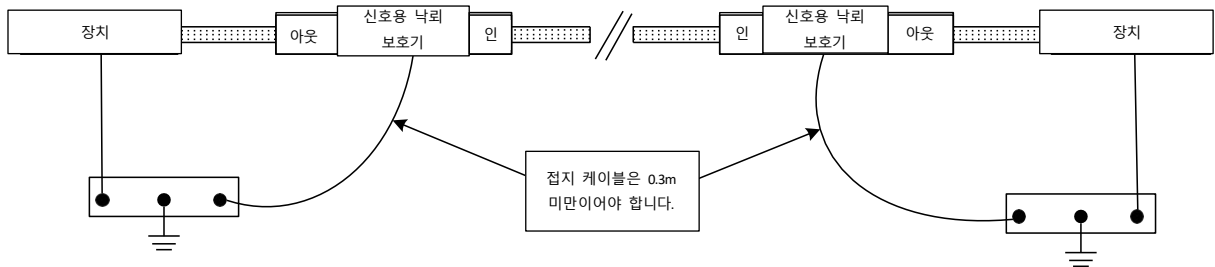 장치
아웃
신호용 낙뢰
보호기
인
인
신호용 낙뢰
보호기
아웃
장치
접지 케이블은 0.3m
미만이어야 합니다.